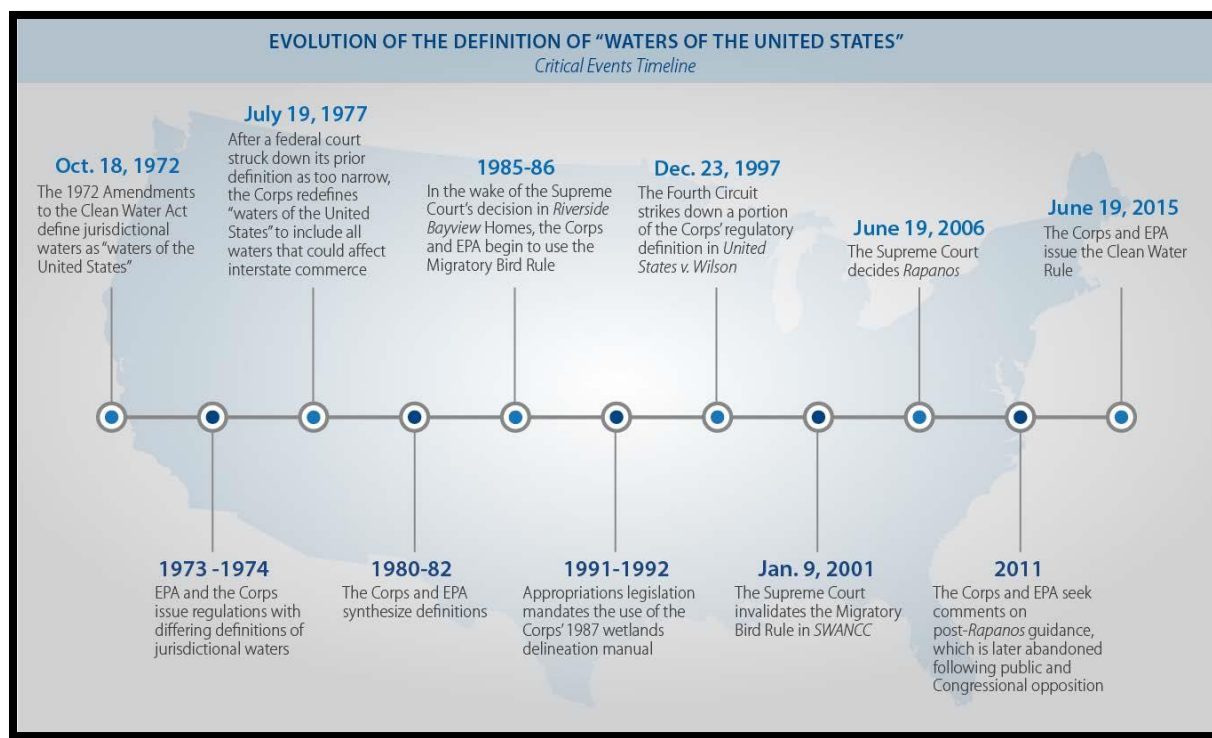 EVOLUTION OF THE DEFINITION OF “WATERS OF THE UNITED STATES”
Critical Events Timeline
Oct. 18, 1972
The 1972 Amendments
to the Clean Water Act
define jurisdictional
waters as “waters of the
United States”
July 19, 1977
After a federal court
struck down its prior
definition as too narrow,
the Corps redefines
“waters of the United
States” to include all
waters that could affect
interstate commerce
1985-86
In the wake of the Supreme
Court’s decision in Riverside
Bayview Homes, the Corps
and EPA begin to use the
Migratory Bird Rule
Dec. 23, 1997
The Fourth Circuit
strikes down a portion
of the Corps’ regulatory
definition in United
States v. Wilson
June 19, 2006
The Supreme Court
decides Rapanos
June 19, 2015
The Corps and EPA
issue the Clean Water
Rule
1973 -1974
EPA and the Corps
issue regulations with
differing definitions of
jurisdictional waters
1980-82
The Corps and EPA
synthesize definitions
1991-1992
Appropriations legislation
mandates the use of the
Corps’ 1987 wetlands
delineation manual
Jan. 9, 2001
The Supreme Court
invalidates the Migratory
Bird Rule in SWANCC
2011
The Corps and EPA seek
comments on
post-Rapanos guidance,
which is later abandoned
following public and
Congressional opposition